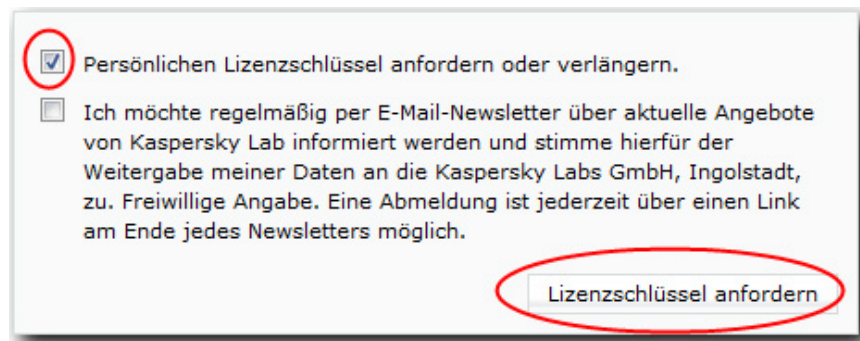 Persönlichen Lizenzschlüssel anfordern oder verlängern.
Ich möchte regelmäßig per E-Mail-Newsletter über aktuelle Angebote
von Kaspersky Lab informiert werden und stimme hierfür der
Weitergabe meiner Daten an die Kaspersky Labs GmbH, Ingolstadt,
zu. Freiwillige Angabe. Eine Abmeldung ist jederzeit über einen Link
am Ende jedes Newsletters möglich.
Lizenzschlüssel anfordern